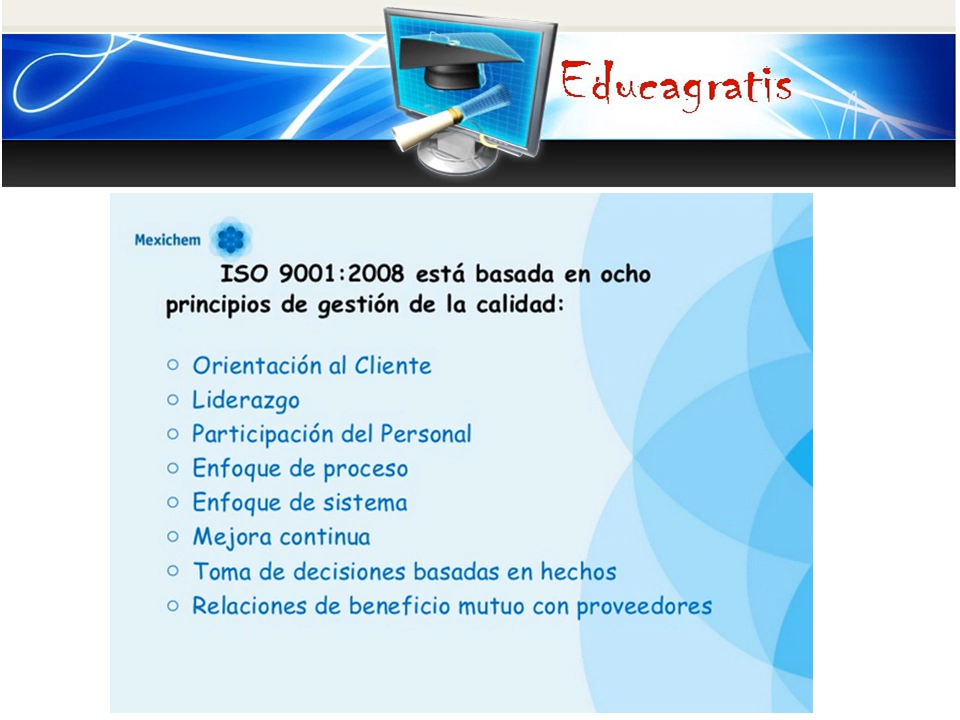 Educagratis
Mexichem
ISO 9001:2008 está basada en ocho
principios de gestión de la calidad:
Orientación al Cliente
Liderazgo
Participación del Personal
Enfoque de proceso
Enfoque de sistema
Mejora continua
Toma de decisiones basadas en hechos
Relaciones de beneficio mutuo con proveedores